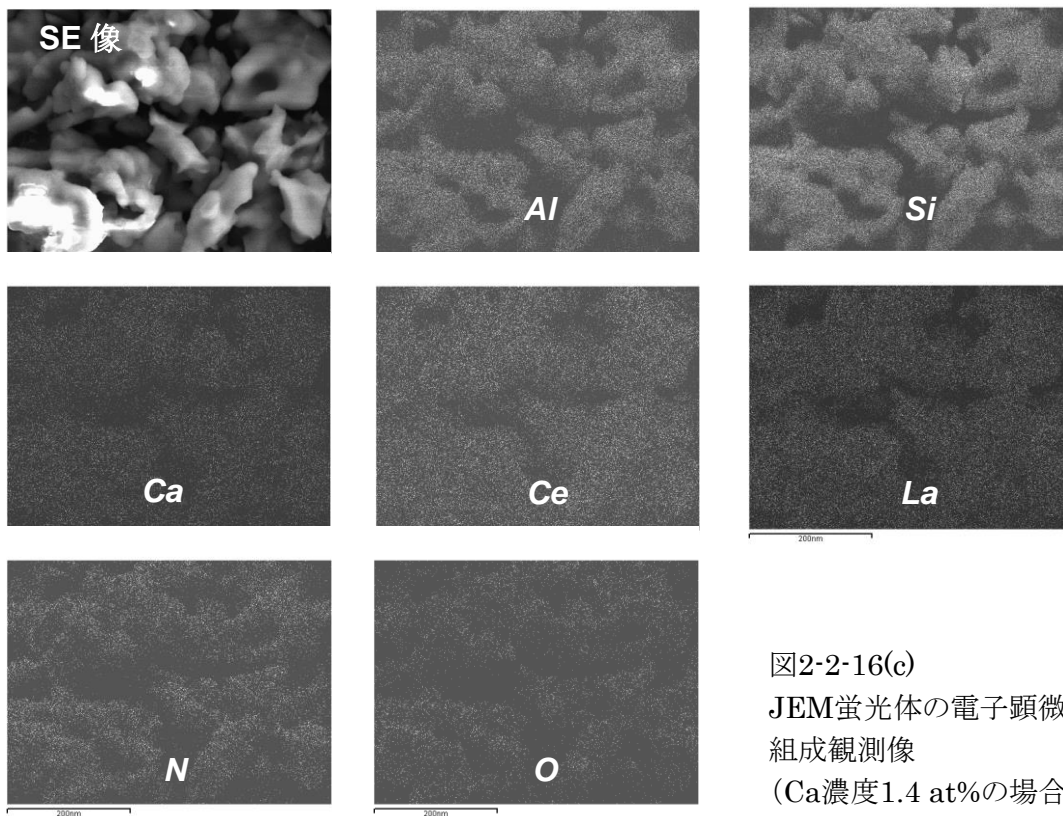 SE 像
Al
Si
Ca
Ce
La
200nm
N
O
200nm
200nm
図2-2-16(c)
JEM蛍光体の電子顕微
組成観測像
（Ca濃度1.4 at%の場合